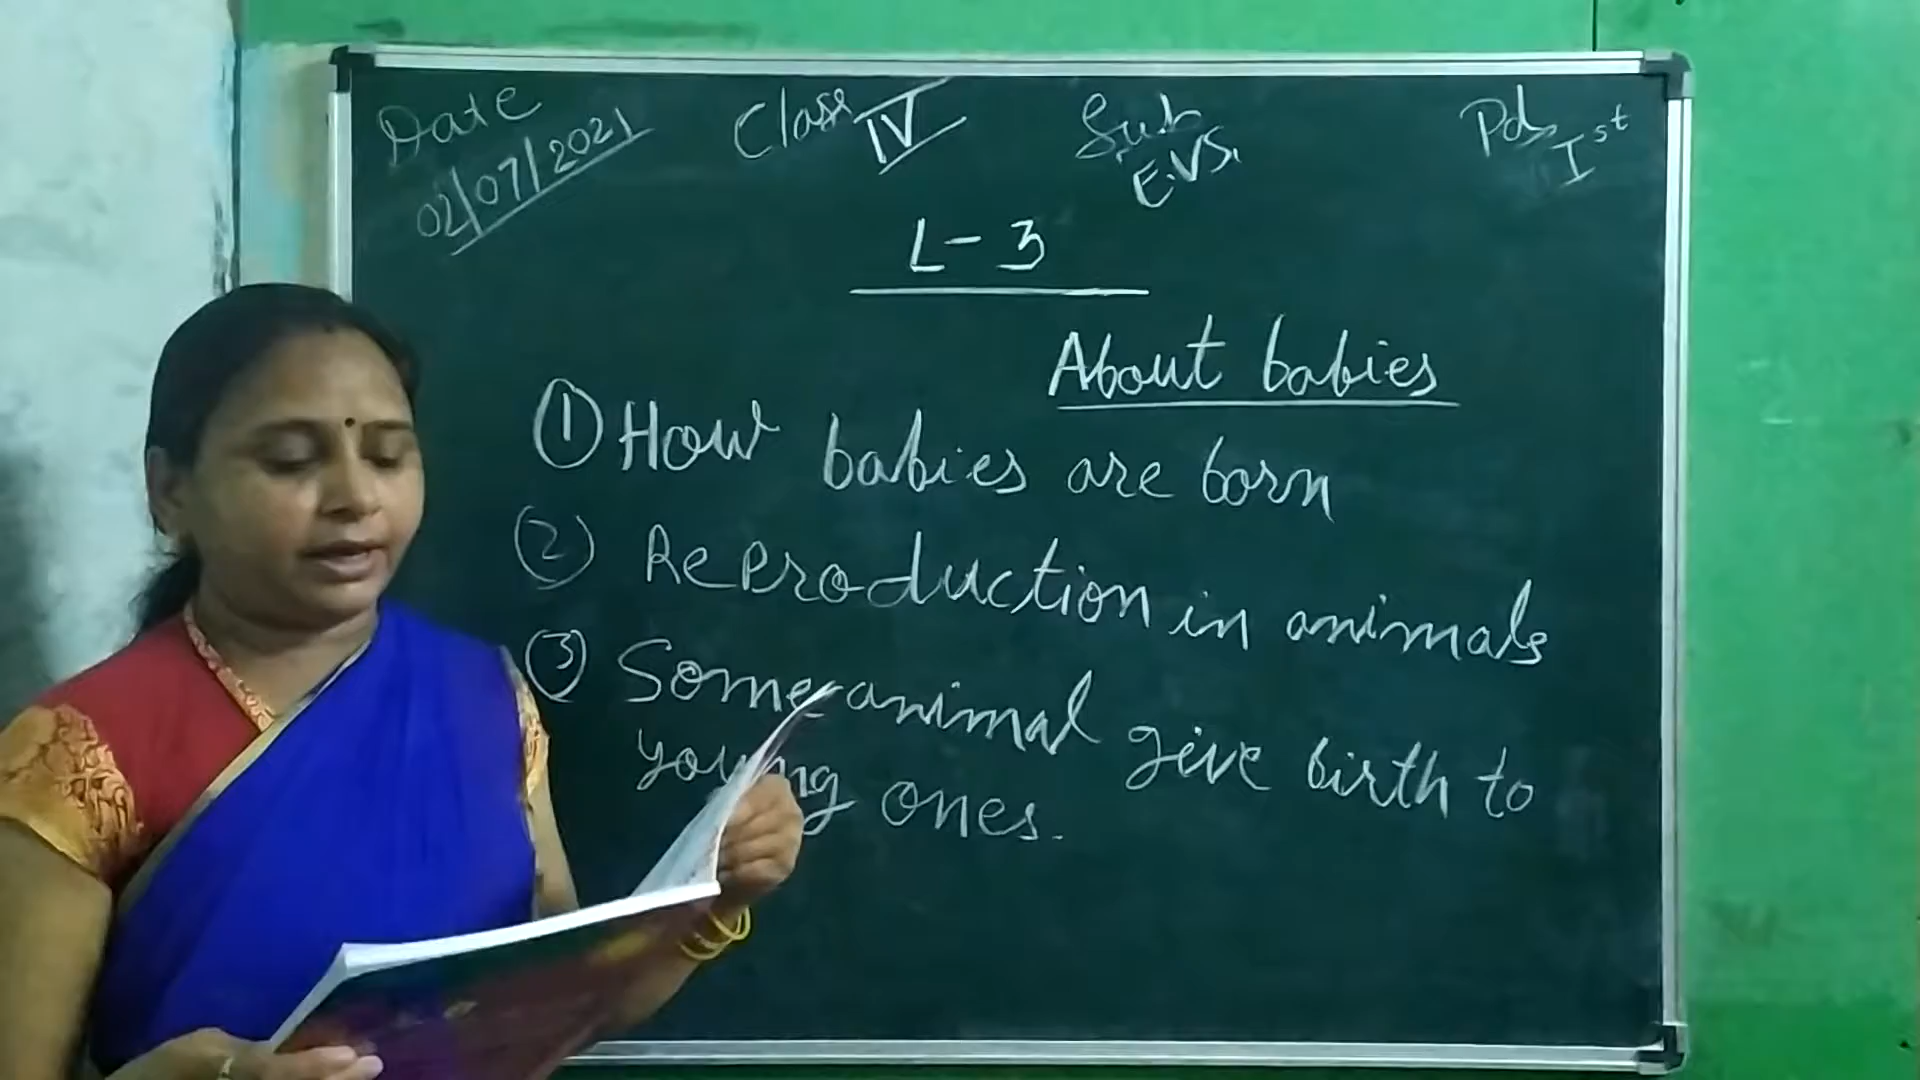 Date
02/07/2021
Class IV
Sub
E.VS.
Pd. Ist
L-3
About babies
① How babies are born
② Reproduction in animals
③ Some animal give birth to
young ones.